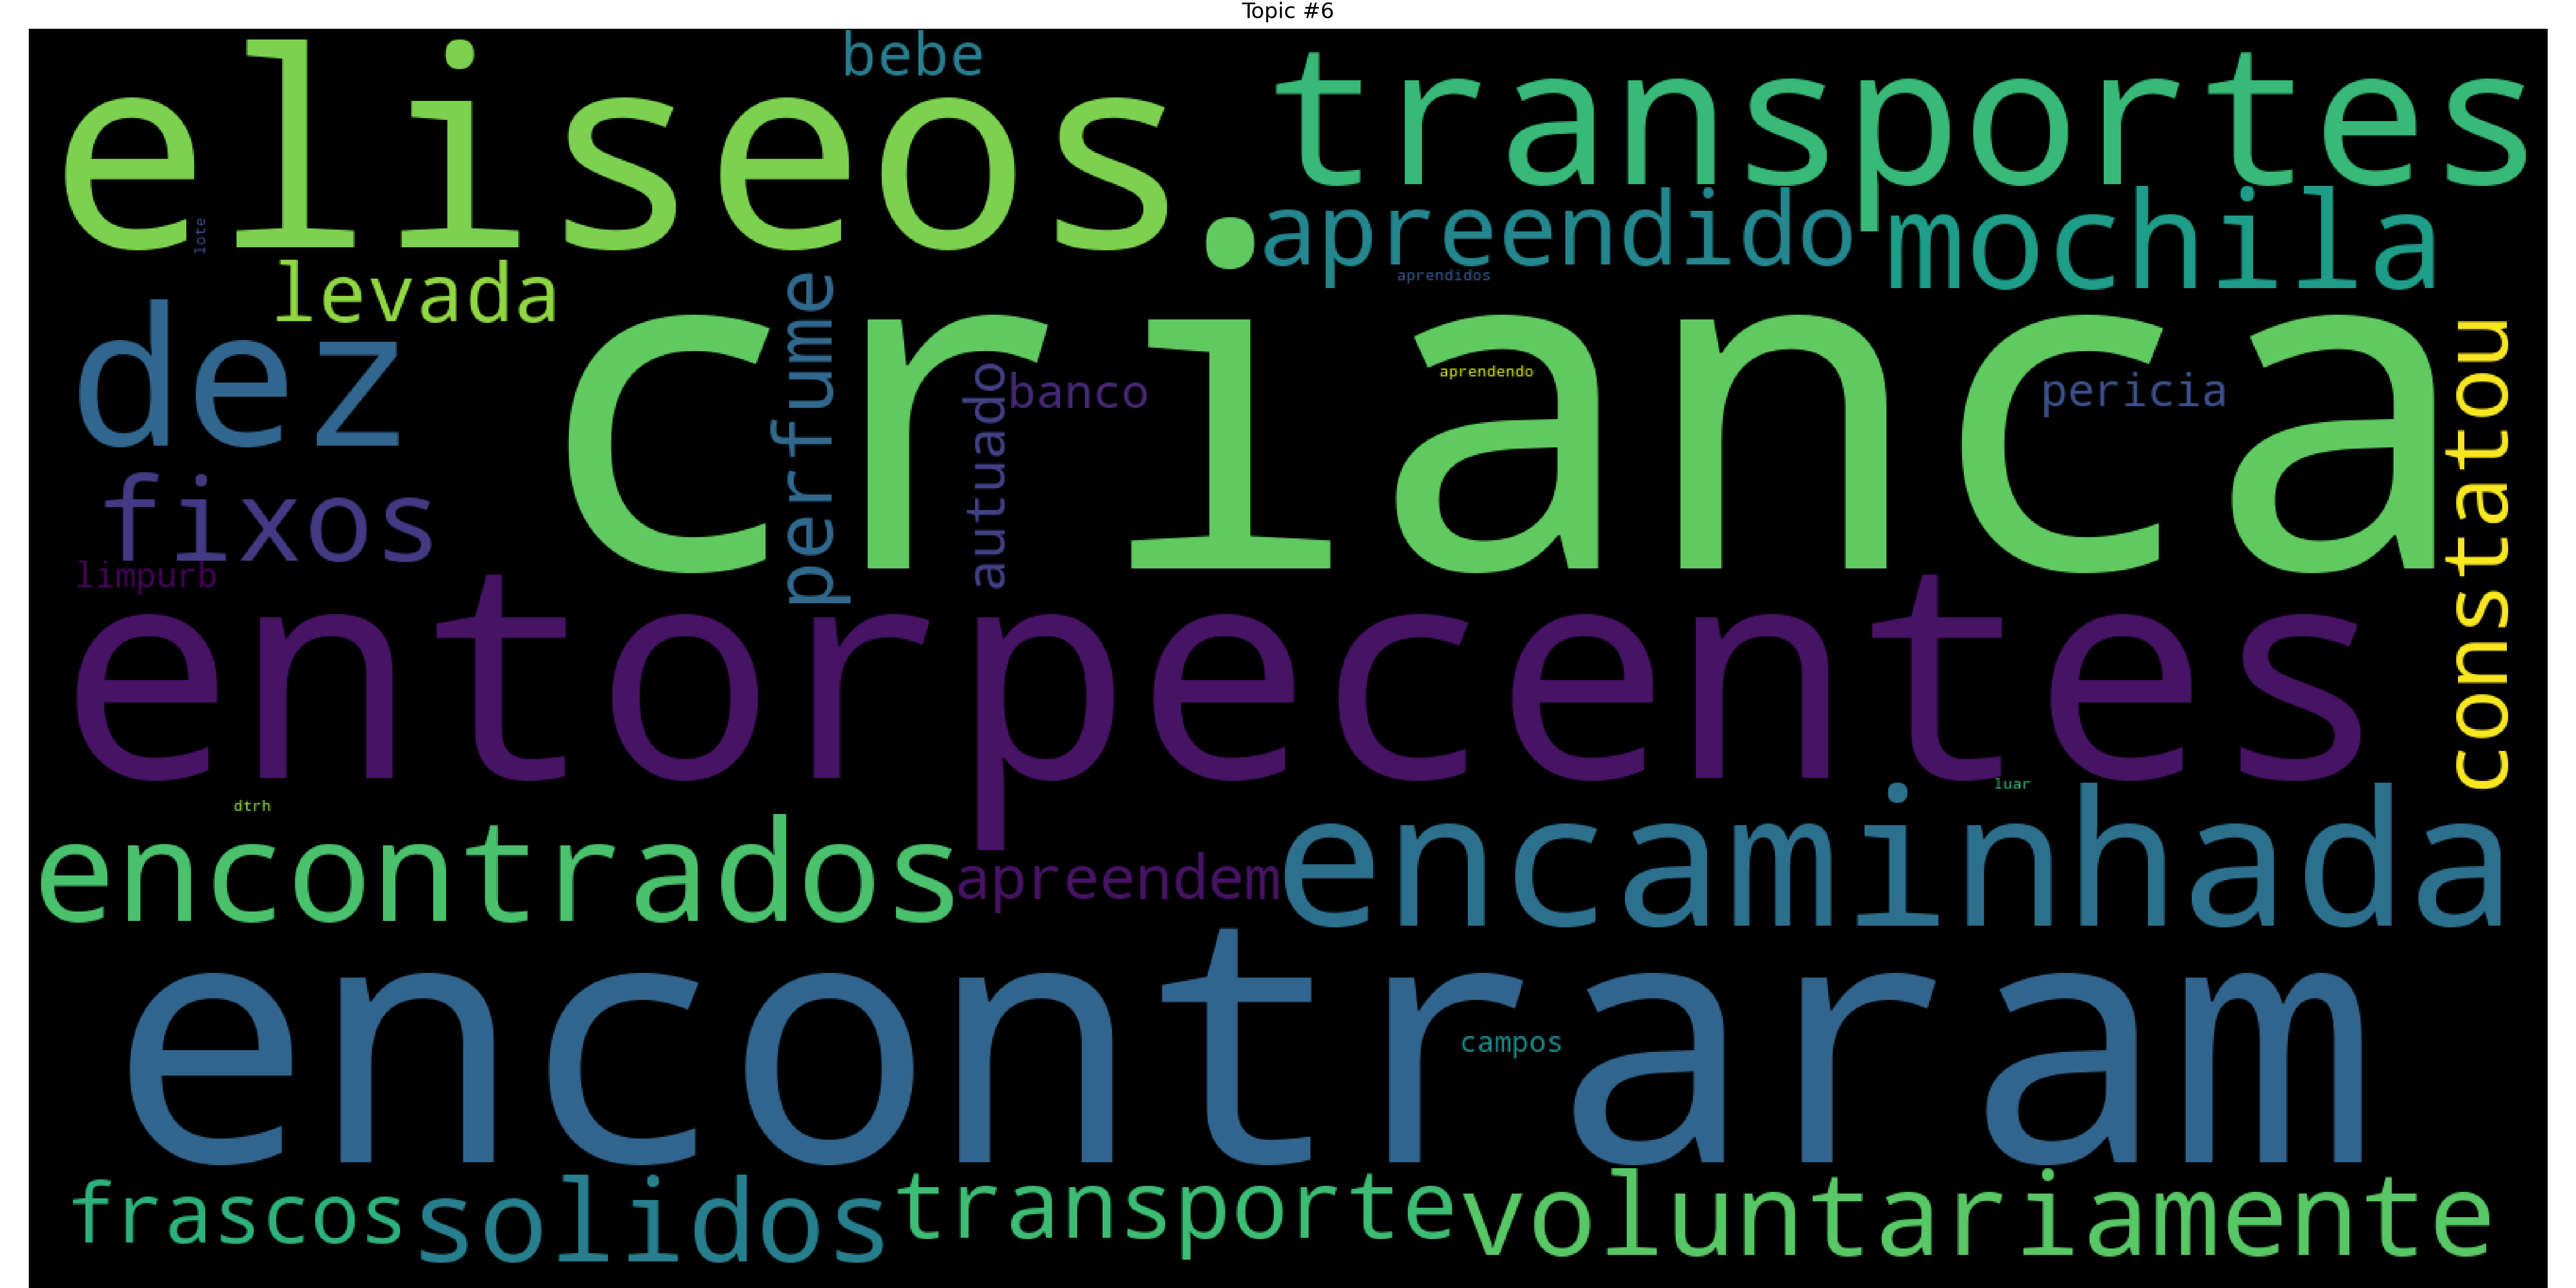 Topic #6
bebe
eliseos
transportes
lote
apreendido
mochila
aprendidos
levada
dez
perfume
crianca
autuado
banco
aprendendo
pericia
constatou
fixos
limpurb
entorpecentes
dtrh
luar
encontrados
apreendem
encaminhada
encontraram
campos
frascos
solidos
transporte
voluntariamente